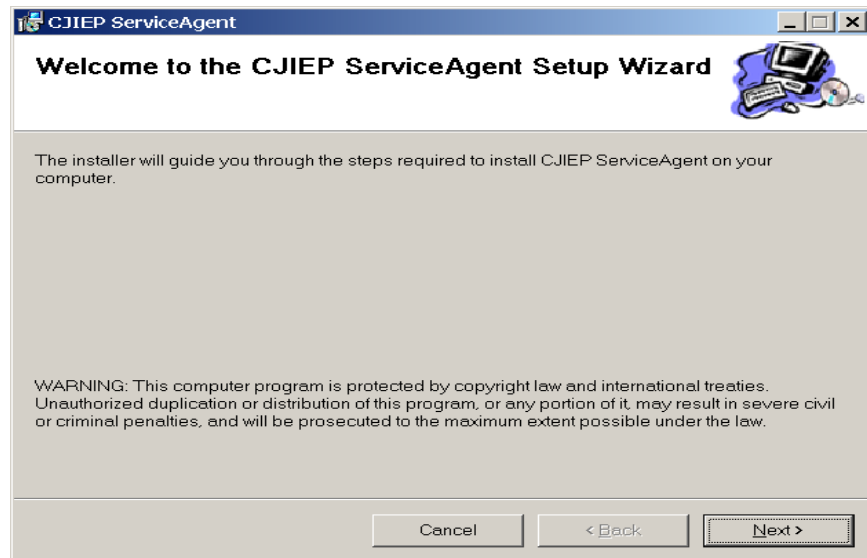 CJIEP ServiceAgent
Welcome to the CJIEP ServiceAgent Setup Wizard
The installer will guide you through the steps required to install CJIEP ServiceAgent on your
computer.
WARNING: This computer program is protected by copyright law and international treaties.
Unauthorized duplication or distribution of this program, or any portion of it, may result in severe civil
or criminal penalties, and will be prosecuted to the maximum extent possible under the law.
Cancel < Back Next >